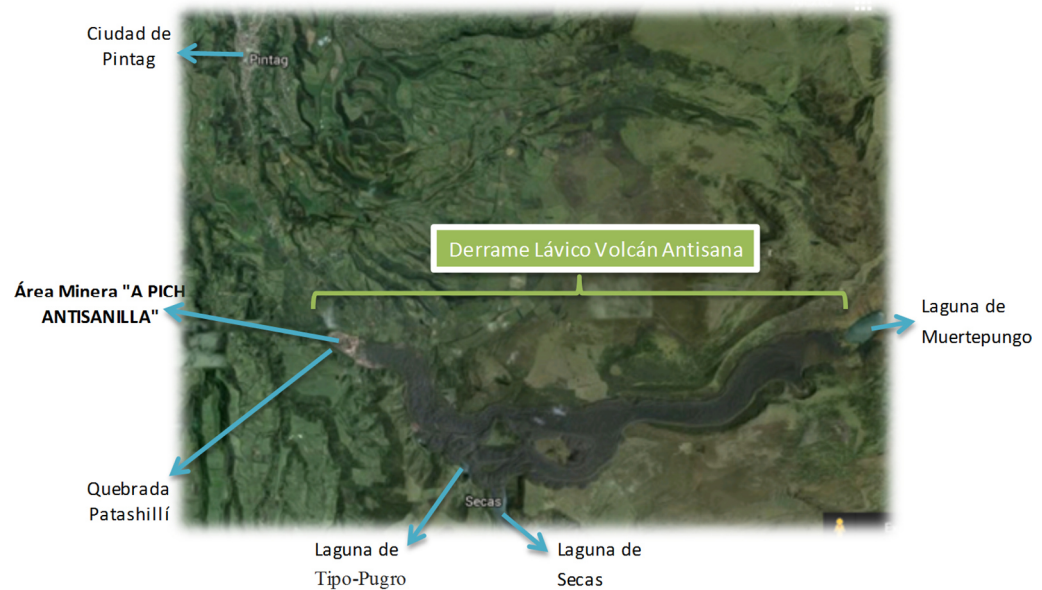 Ciudad de
Pintag
Pintag
Derrame Lávico Volcán Antisana
Área Minera "A PICH
ANTISANILLA"
Laguna de
Muertepungo
Quebrada
Patashillí
Secas
Laguna de
Tipo-Pugro
Laguna de
Secas